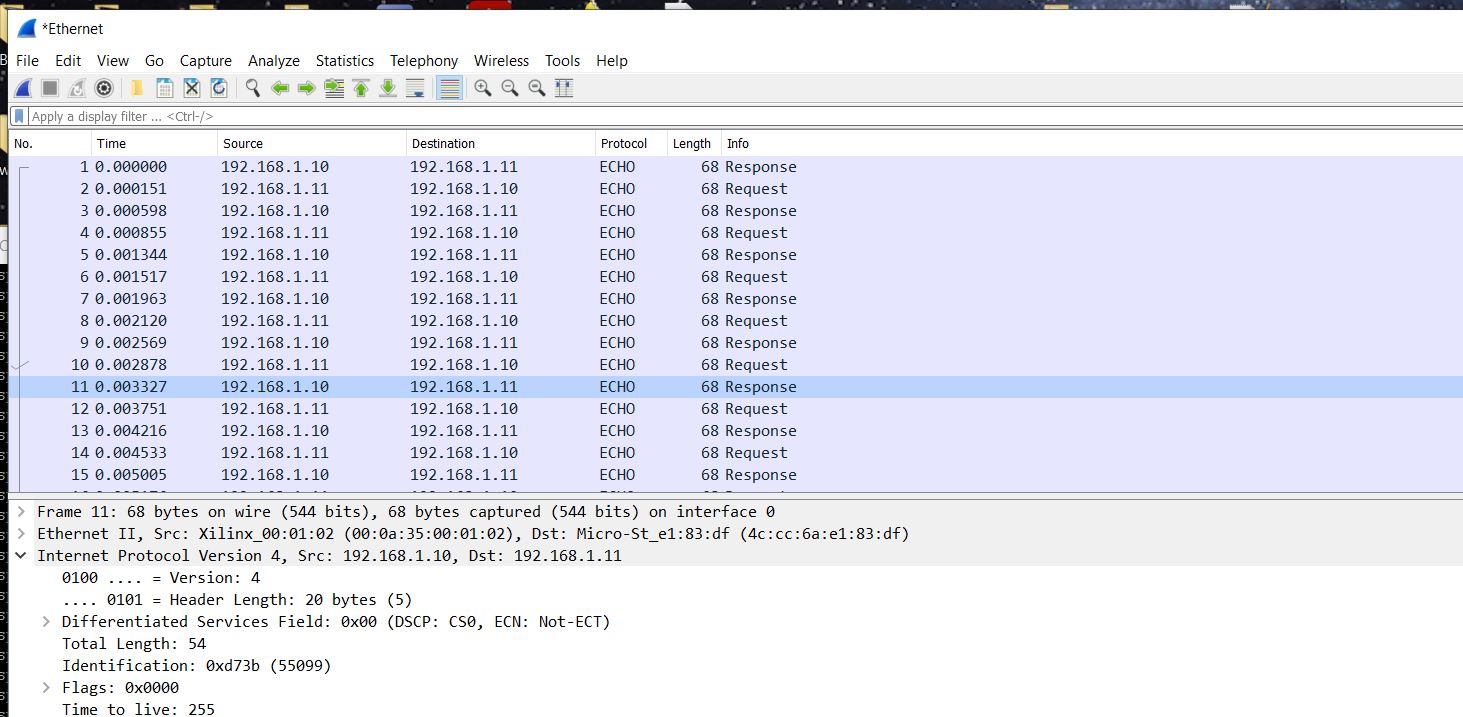 *Ethernet
File Edit View Go Capture Analyze Statistics Telephony Wireless Tools Help
Apply a display filter ... <Ctrl-/>
No. Time Source Destination Protocol Length Info
1 0.000000 192.168.1.10 192.168.1.11 ECHO 68 Response
2 0.000151 192.168.1.11 192.168.1.10 ECHO 68 Request
3 0.000598 192.168.1.10 192.168.1.11 ECHO 68 Response
4 0.000855 192.168.1.11 192.168.1.10 ECHO 68 Request
5 0.001344 192.168.1.10 192.168.1.11 ECHO 68 Response
6 0.001517 192.168.1.11 192.168.1.10 ECHO 68 Request
7 0.001963 192.168.1.10 192.168.1.11 ECHO 68 Response
8 0.002120 192.168.1.11 192.168.1.10 ECHO 68 Request
9 0.002569 192.168.1.10 192.168.1.11 ECHO 68 Response
10 0.002878 192.168.1.11 192.168.1.10 ECHO 68 Request
11 0.003327 192.168.1.10 192.168.1.11 ECHO 68 Response
12 0.003751 192.168.1.11 192.168.1.10 ECHO 68 Request
13 0.004216 192.168.1.10 192.168.1.11 ECHO 68 Response
14 0.004533 192.168.1.11 192.168.1.10 ECHO 68 Request
15 0.005005 192.168.1.10 192.168.1.11 ECHO 68 Response
Frame 11: 68 bytes on wire (544 bits), 68 bytes captured (544 bits) on interface 0
Ethernet II, Src: Xilinx_00:01:02 (00:0a:35:00:01:02), Dst: Micro-St_e1:83:df (4c:cc:6a:e1:83:df)
Internet Protocol Version 4, Src: 192.168.1.10, Dst: 192.168.1.11
0100 .... = Version: 4
.... 0101 = Header Length: 20 bytes (5)
Differentiated Services Field: 0x00 (DSCP: CS0, ECN: Not-ECT)
Total Length: 54
Identification: 0xd73b (55099)
Flags: 0x0000
Time to live: 255